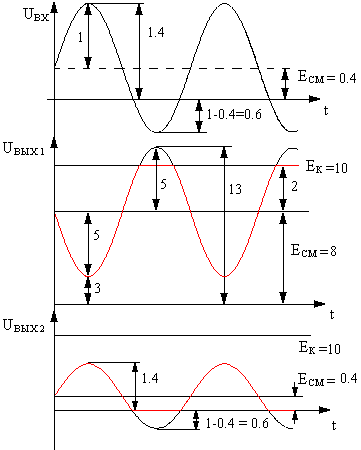 UВХ
1
1.4
EСМ = 0.4
1-0.4=0.6
t
UВЫХ1
EК =10
5
13
2
5
EСМ = 8
3
t
UВЫХ2
EК =10
1.4
EСМ = 0.4
1-0.4 = 0.6
t